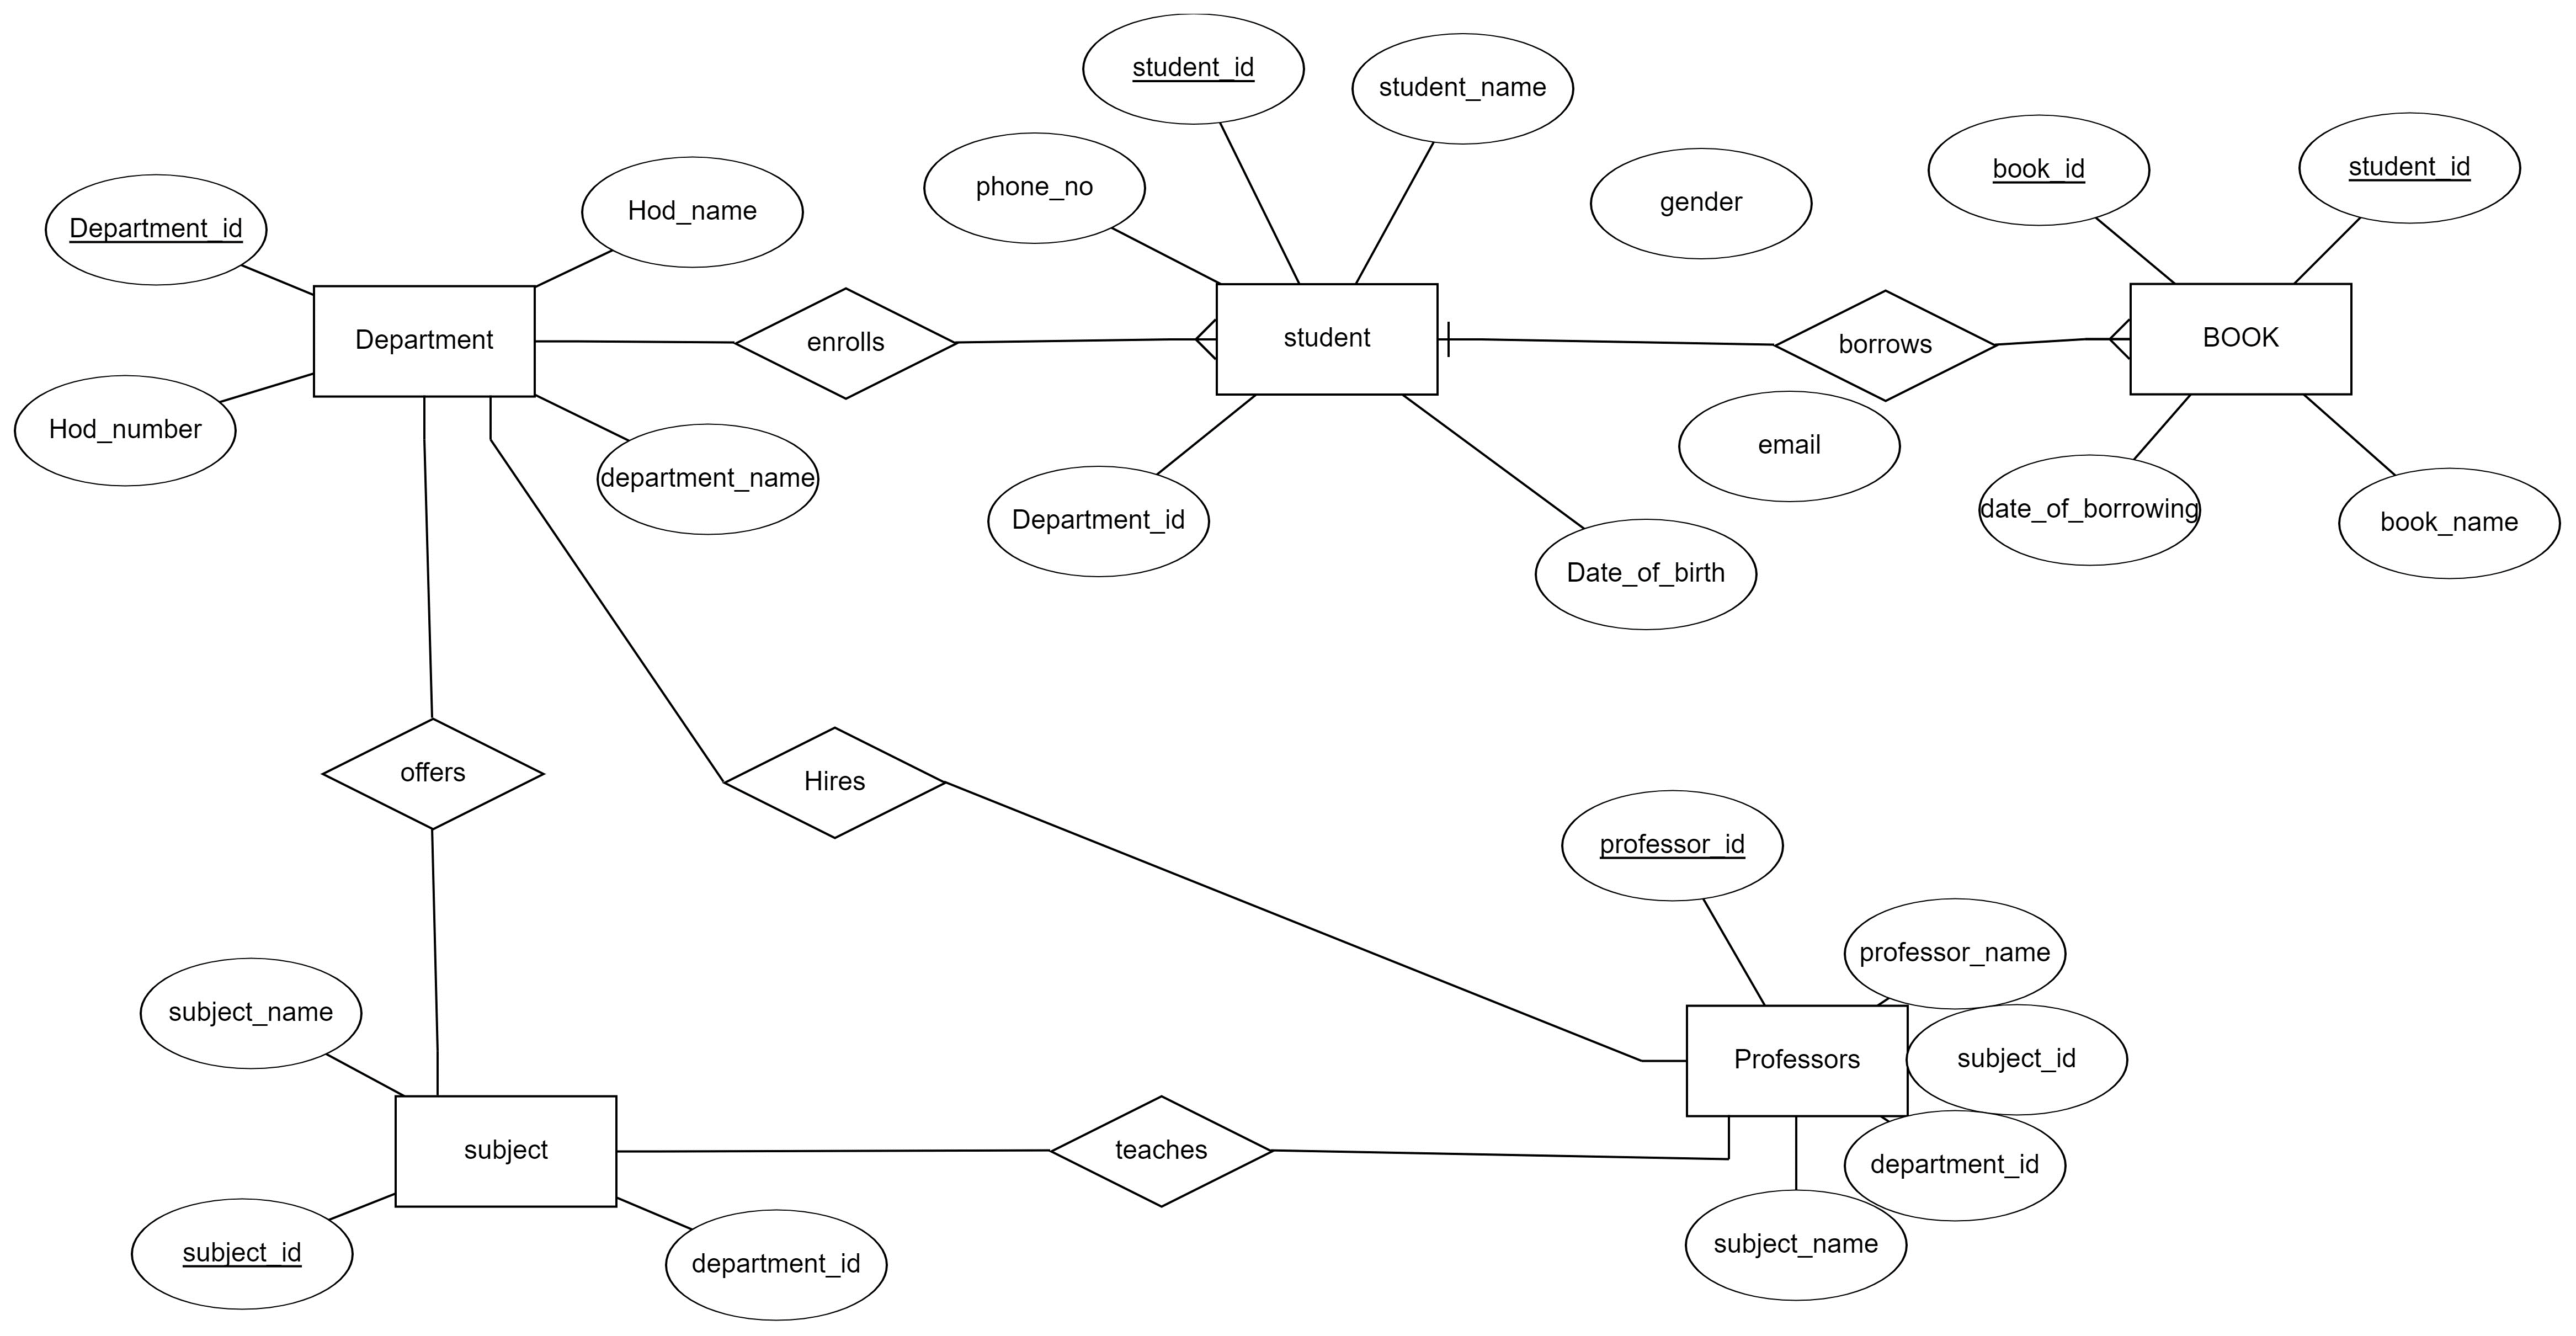 student_id
student_name
phone_no
gender
book_id
student_id
Department_id
Hod_name
Department
enrolls
student
borrows
BOOK
Hod_number
department_name
Department_id
email
Date_of_birth
date_of_borrowing
book_name
offers
Hires
professor_id
professor_name
subject_name
Professors
subject_id
subject
teaches
department_id
subject_id
department_id
subject_name